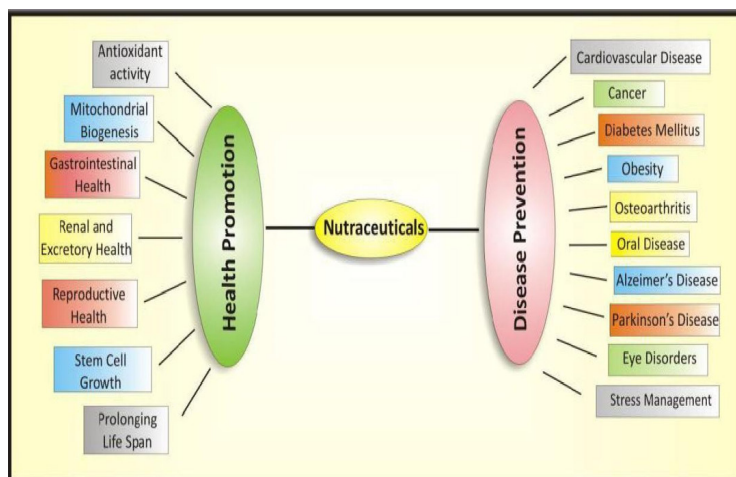 Antioxidant
activity
Mitochondrial
Biogenesis
Gastrointestinal
Health
Renal and
Excretory Health
Reproductive
Health
Stem Cell
Growth
Prolonging
Life Span
Health Promotion
Nutraceuticals
Disease Prevention
Cardiovascular Disease
Cancer
Diabetes Mellitus
Obesity
Osteoarthritis
Oral Disease
Alzeimer's Disease
Parkinson's Disease
Eye Disorders
Stress Management